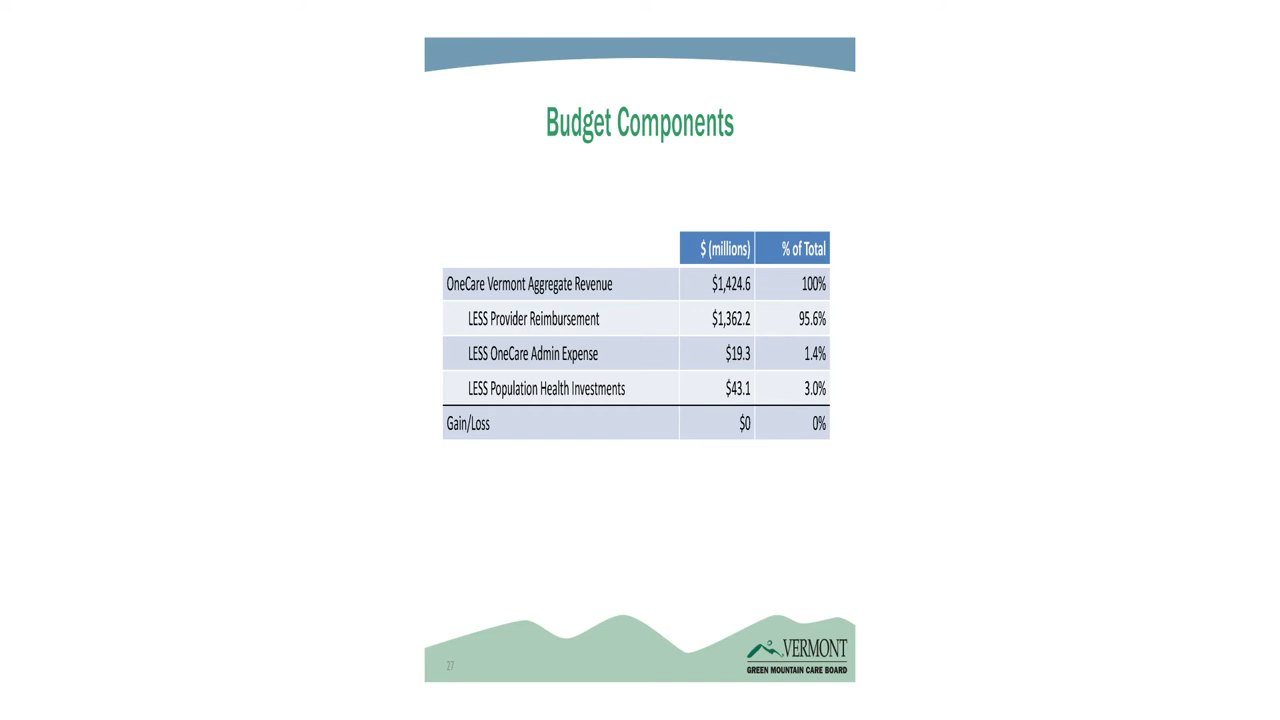 Budget Components
$ (millions) % of Total
OneCare Vermont Aggregate Revenue $1,424.6 100%
LESS Provider Reimbursement $1,362.2 95.6%
LESS OneCare Admin Expense $19.3 1.4%
LESS Population Health Investments $43.1 3.0%
Gain/Loss $0 0%
27
VERMONT
GREEN MOUNTAIN CARE BOARD